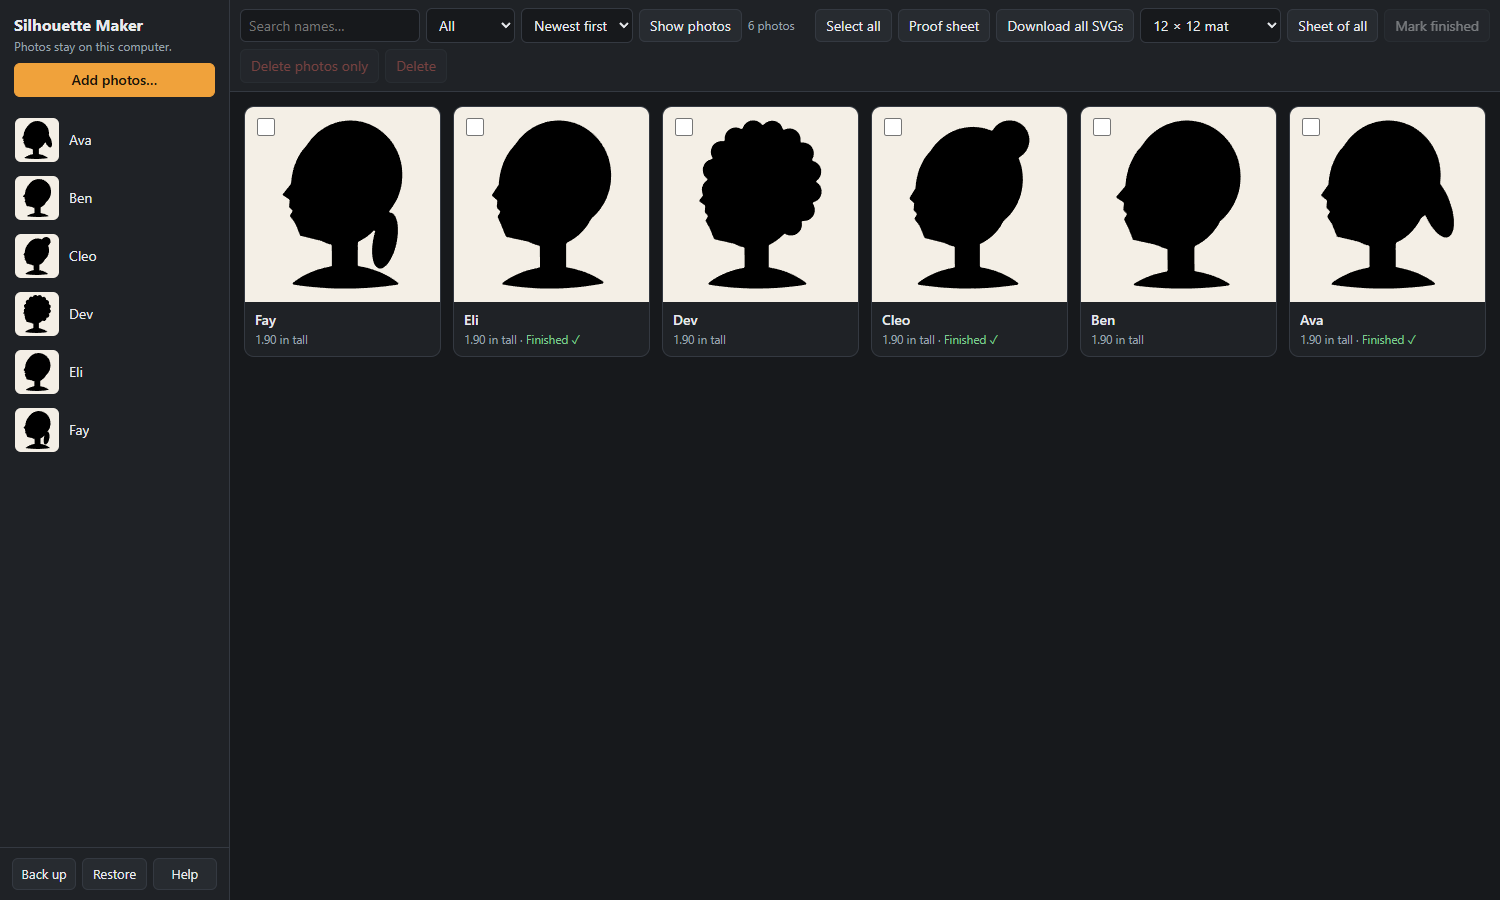 Silhouette Maker
Photos stay on this computer.
Add photos...
Ava
Ben
Cleo
Dev
Eli
Fay
Back up
Restore
Help
Search names...
All
Newest first
Show photos
6 photos
Select all
Proof sheet
Download all SVGs
12 × 12 mat
Sheet of all
Mark finished
Delete photos only
Delete
Fay
1.90 in tall
Eli
1.90 in tall · Finished ✓
Dev
1.90 in tall
Cleo
1.90 in tall · Finished ✓
Ben
1.90 in tall
Ava
1.90 in tall · Finished ✓